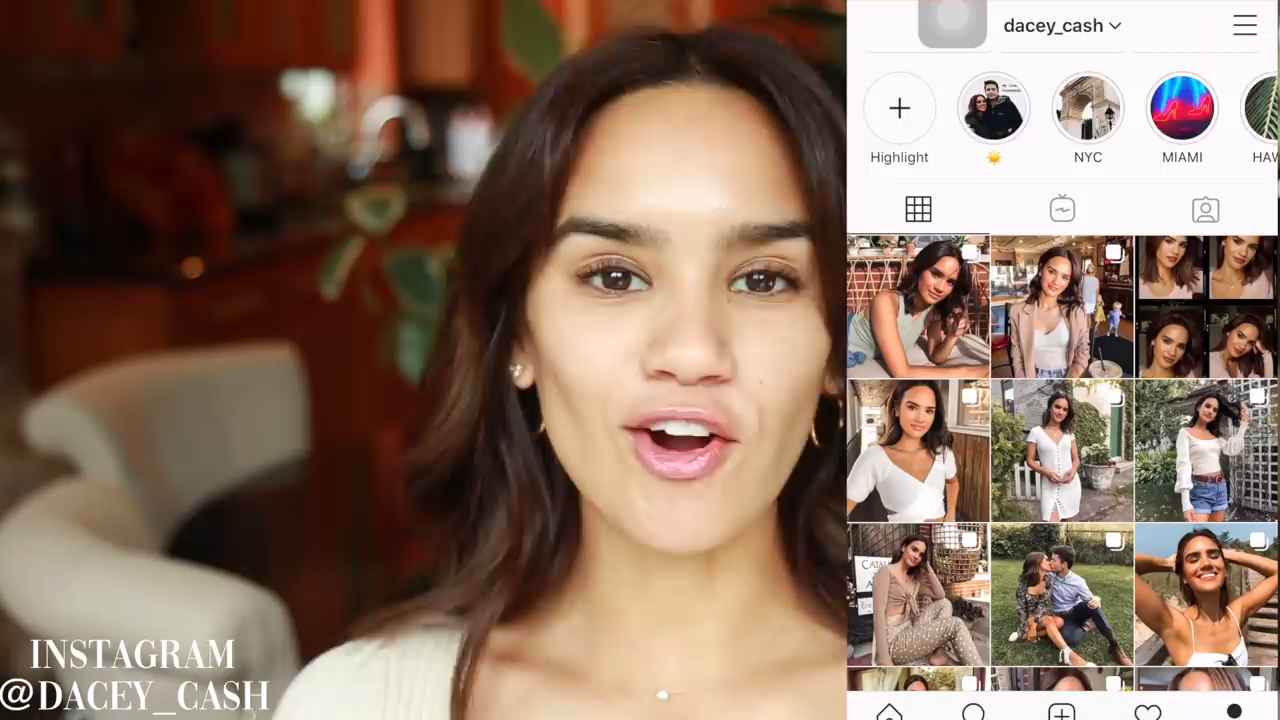 dacey_cash
Highlight
☀️
NYC
MIAMI
INSTAGRAM
@DACEY_CASH